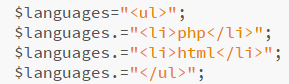 $languages="<ul>";
$languages.="<li>php</li>";
$languages.="<li>html</li>";
$languages.="</ul>";